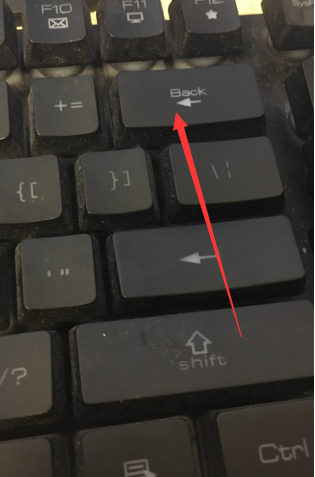 F10 F11 F12
+ = Back
{ [ } ] \ |
' "
shift
/ ?
Ctrl